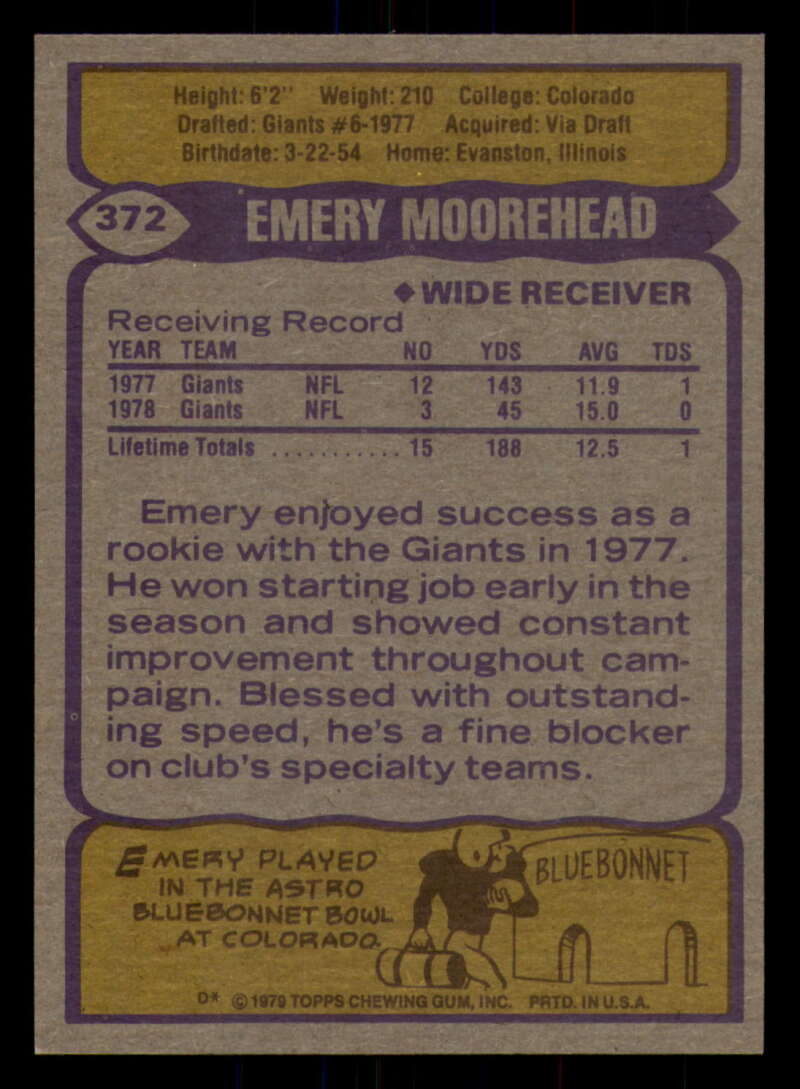 Height: 6'2" Weight: 210 College: Colorado
Drafted: Giants #6-1977 Acquired: Via Draft
Birthdate: 3-22-54 Home: Evanston, Illinois
372 EMERY MOOREHEAD
◆ WIDE RECEIVER
Receiving Record
YEAR TEAM NO YDS AVG TDS
1977 Giants NFL 12 143 11.9 1
1978 Giants NFL 3 45 15.0 0
Lifetime Totals ........... 15 188 12.5 1
Emery enjoyed success as a
rookie with the Giants in 1977.
He won starting job early in the
season and showed constant
improvement throughout cam-
paign. Blessed with outstand-
ing speed, he's a fine blocker
on club's specialty teams.
EMERY PLAYED
IN THE ASTRO
BLUEBONNET BOWL
AT COLORADO.
BLUEBONNET
D* © 1979 TOPPS CHEWING GUM, INC. PRTD. IN U.S.A.